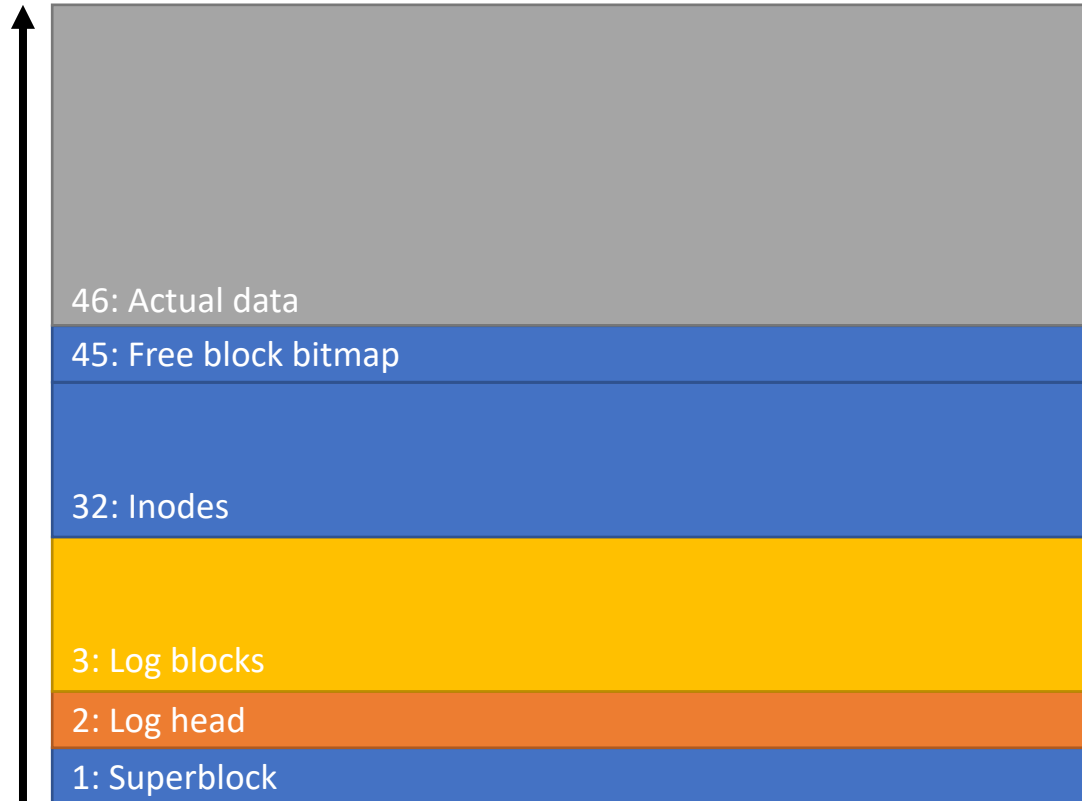 46: Actual data
45: Free block bitmap
32: Inodes
3: Log blocks
2: Log head
1: Superblock